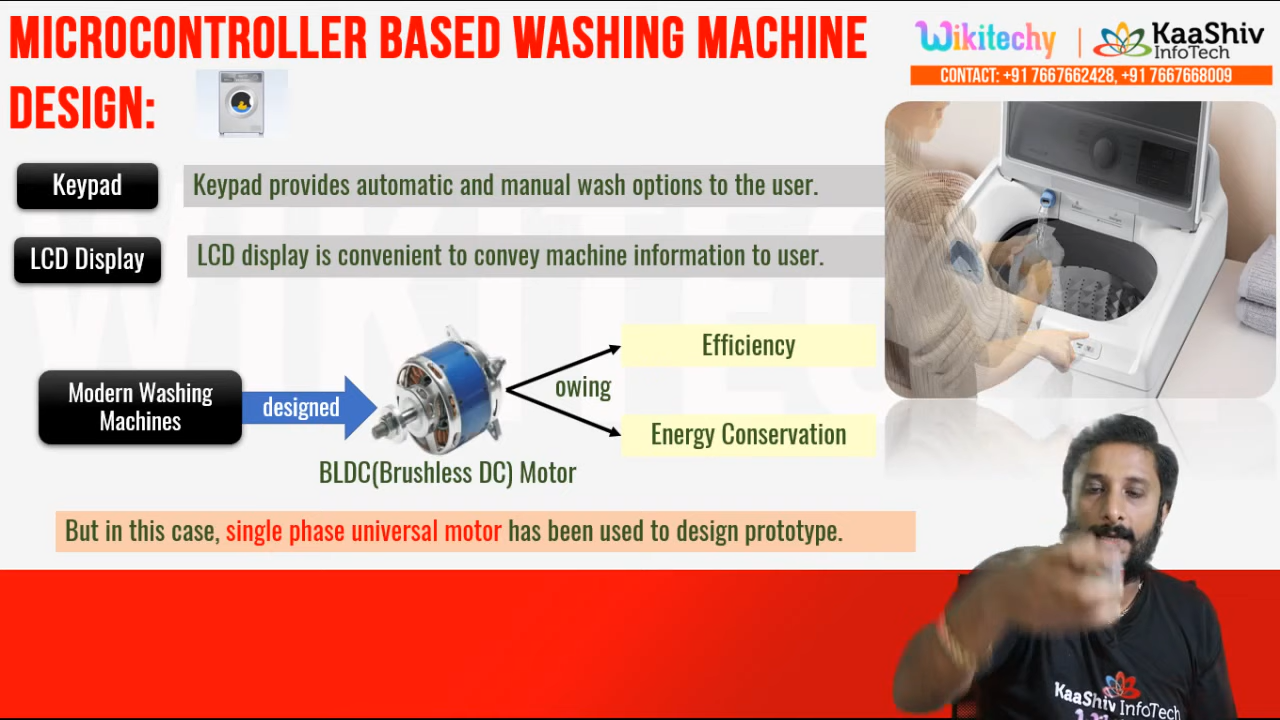 MICROCONTROLLER BASED WASHING MACHINE
DESIGN:
Wikitechy | KaaShiv
InfoTech
CONTACT: +91 7667662428, +91 7667668009
Keypad
Keypad provides automatic and manual wash options to the user.
LCD Display
LCD display is convenient to convey machine information to user.
Modern Washing
Machines
designed
owing
Efficiency
Energy Conservation
BLDC(Brushless DC) Motor
But in this case, single phase universal motor has been used to design prototype.
KaaShiv InfoTech